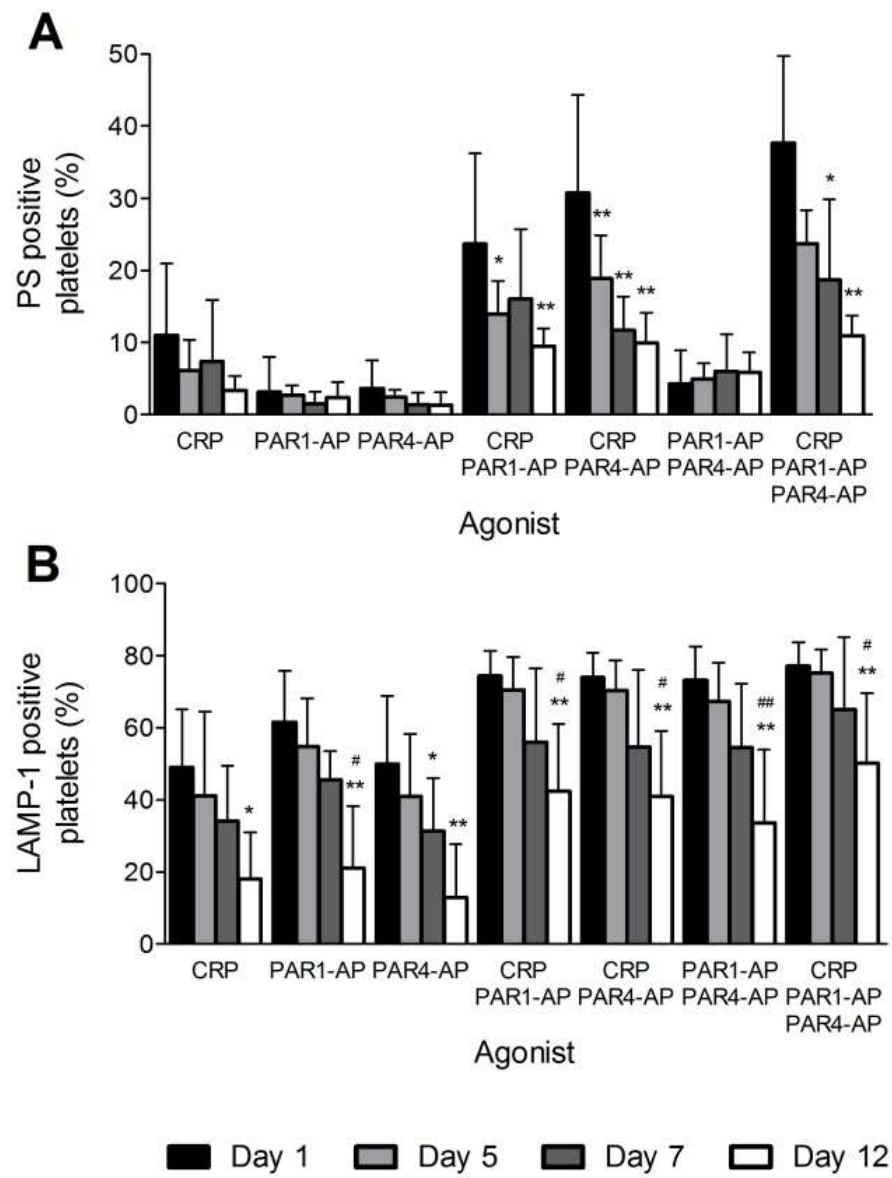 A
PS positive
platelets (%)
50
40
30
20
10
0
*
**
**
**
**
**
*
**
CRP PAR1-AP PAR4-AP CRP CRP PAR1-AP CRP
PAR1-AP PAR4-AP PAR4-AP PAR1-AP
PAR4-AP
Agonist
B
LAMP-1 positive
platelets (%)
100
80
60
40
20
0
*
#
**
*
**
#
**
#
**
##
**
#
**
CRP PAR1-AP PAR4-AP CRP CRP PAR1-AP CRP
PAR1-AP PAR4-AP PAR4-AP PAR1-AP
PAR4-AP
Agonist
Day 1 Day 5 Day 7 Day 12